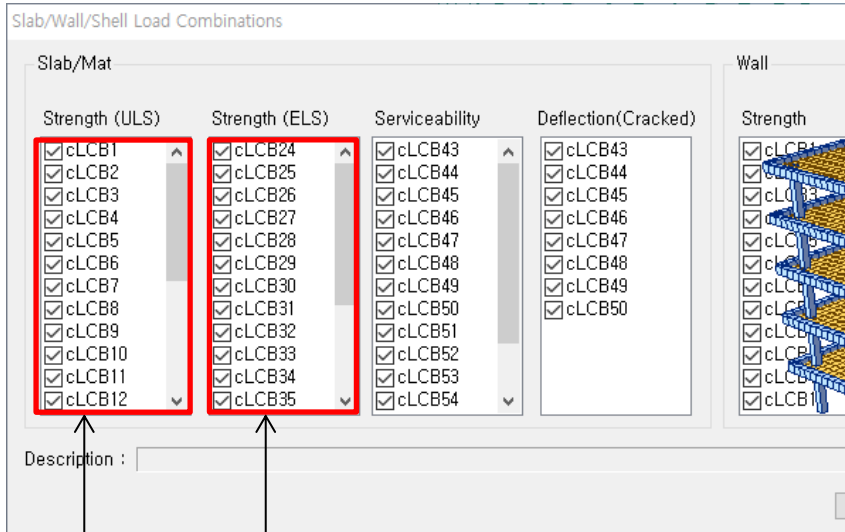 Slab/Wall/Shell Load Combinations
Slab/Mat
Wall
Strength (ULS)
Strength (ELS)
Serviceability
Deflection(Cracked)
Strength
cLCB1
cLCB2
cLCB3
cLCB4
cLCB5
cLCB6
cLCB7
cLCB8
cLCB9
cLCB10
cLCB11
cLCB12
cLCB24
cLCB25
cLCB26
cLCB27
cLCB28
cLCB29
cLCB30
cLCB31
cLCB32
cLCB33
cLCB34
cLCB35
cLCB43
cLCB44
cLCB45
cLCB46
cLCB47
cLCB48
cLCB49
cLCB50
cLCB51
cLCB52
cLCB53
cLCB54
cLCB43
cLCB44
cLCB45
cLCB46
cLCB47
cLCB48
cLCB49
cLCB50
Description :